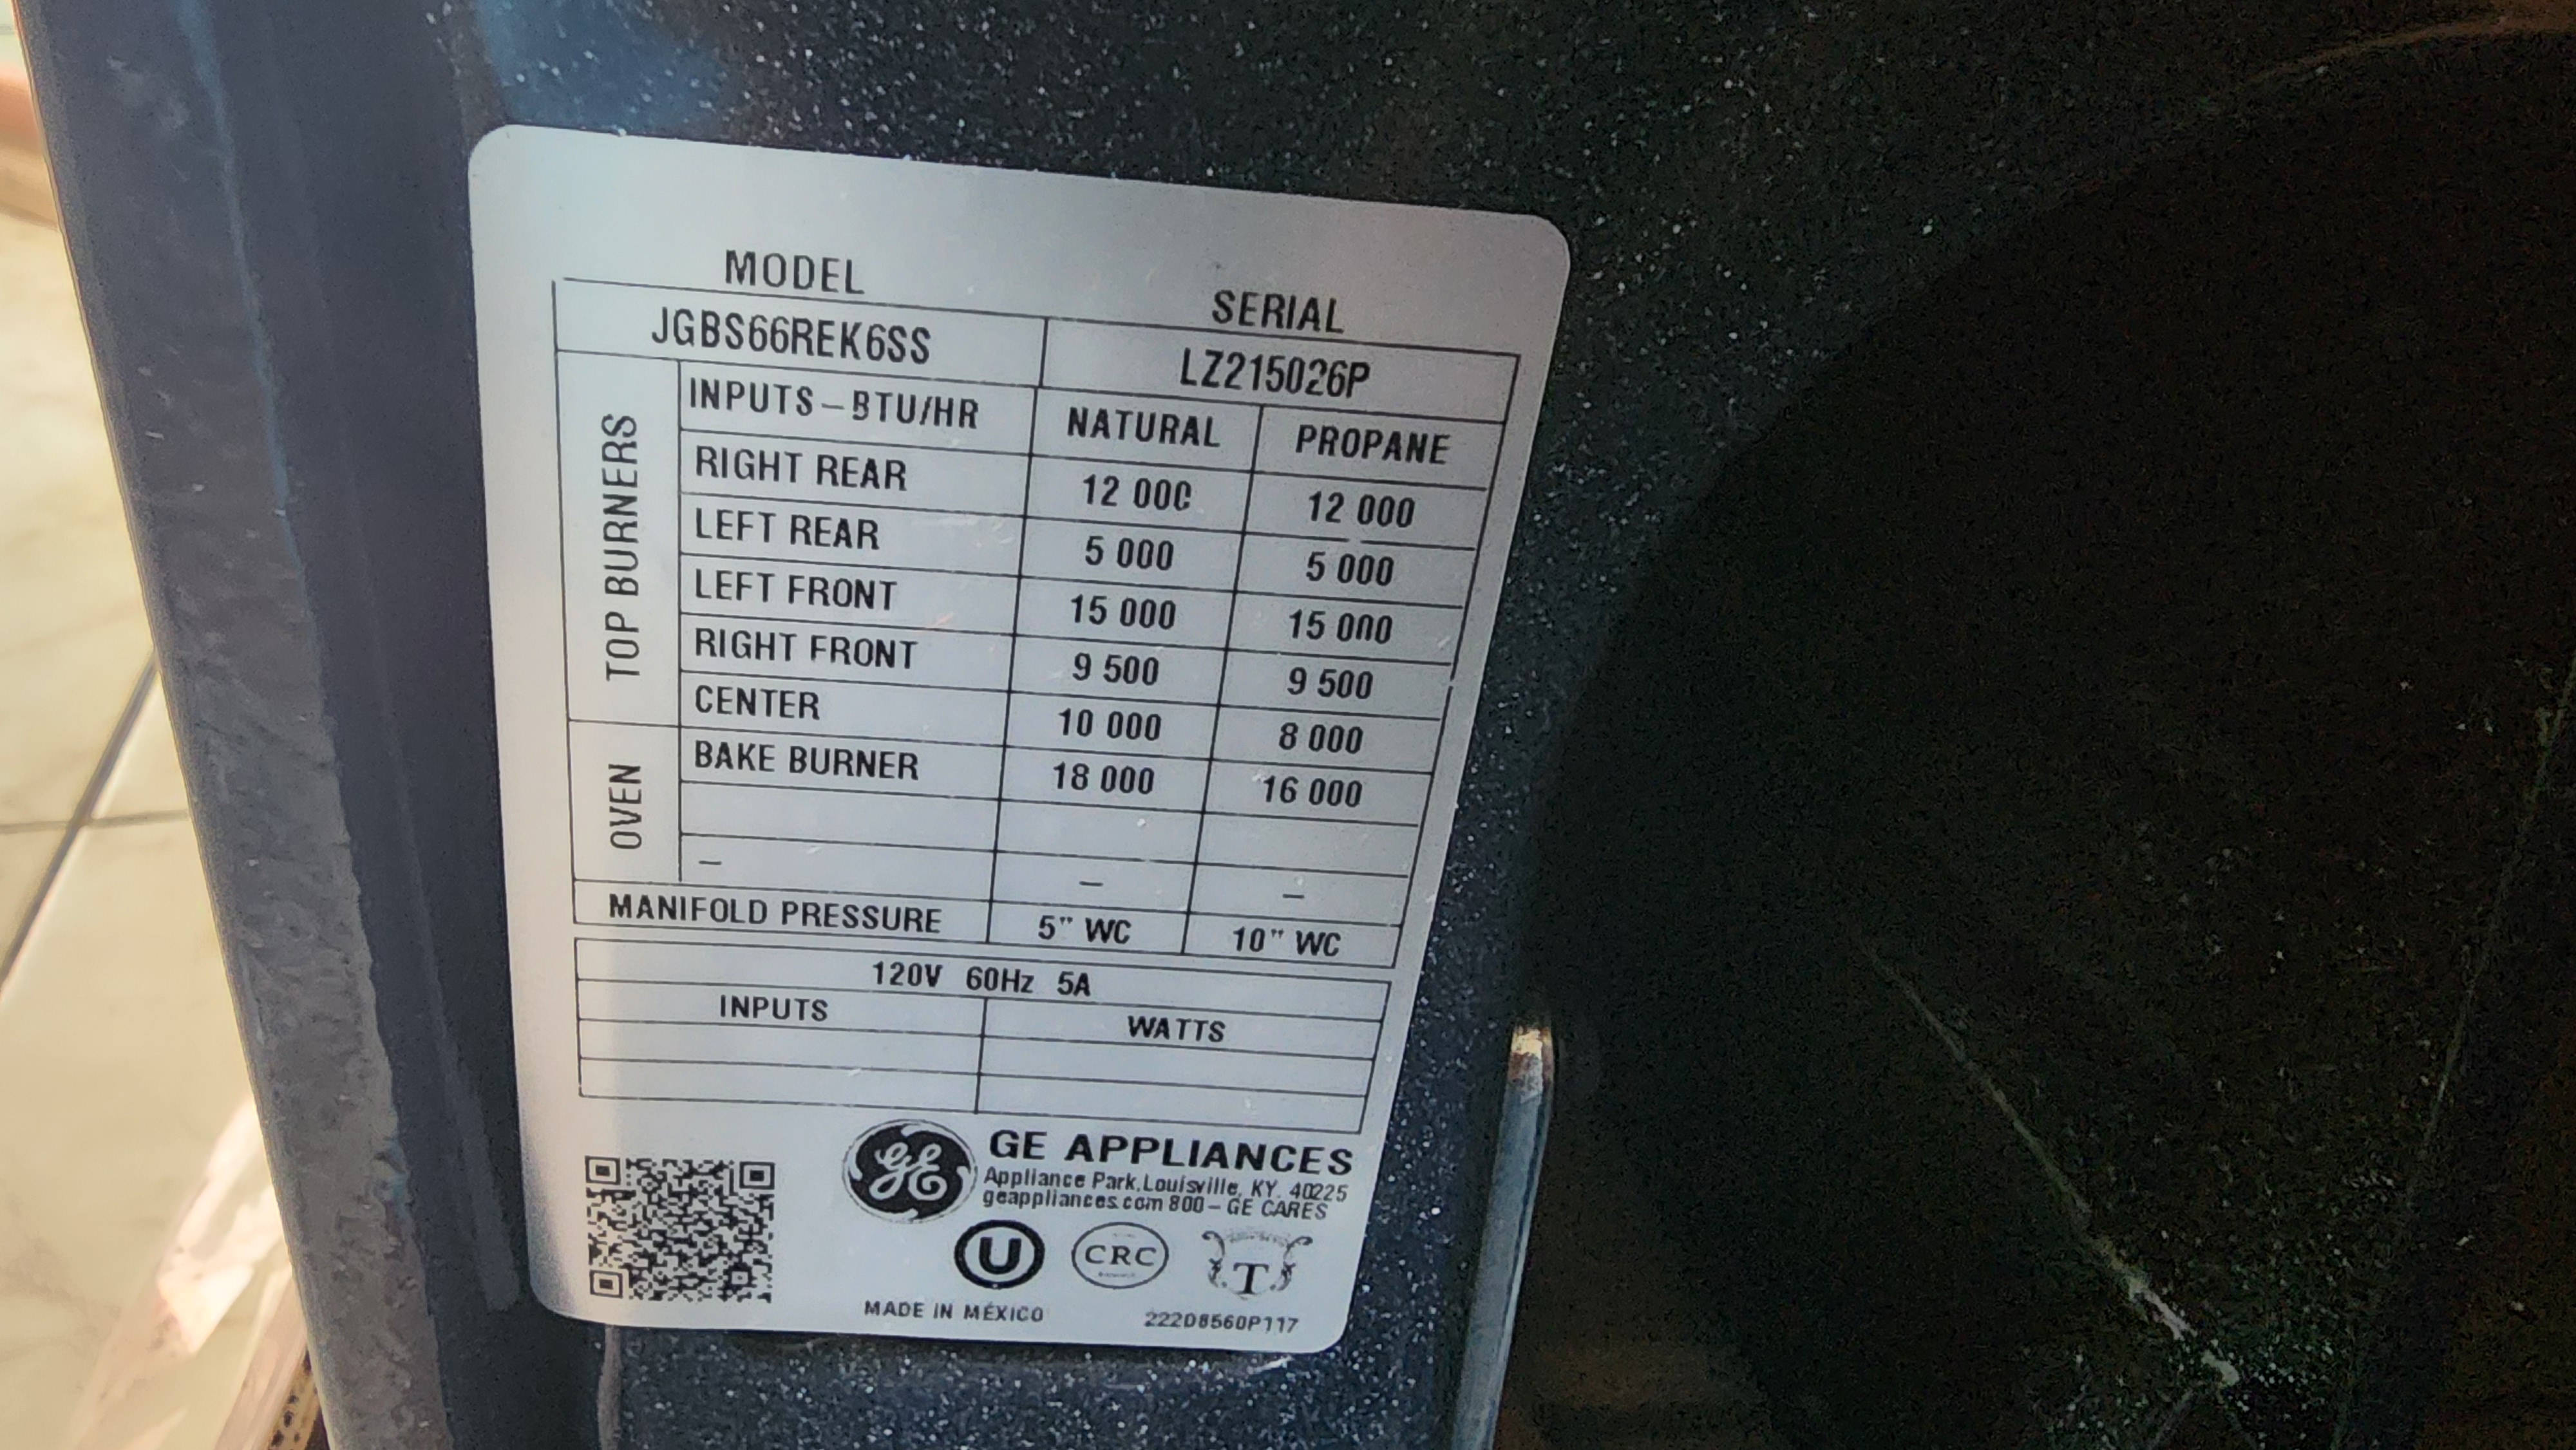 MODEL SERIAL
JGBS66REK6SS LZ215026P
TOP BURNERS
INPUTS-BTU/HR NATURAL PROPANE
RIGHT REAR 12 000 12 000
LEFT REAR 5 000 5 000
LEFT FRONT 15 000 15 000
RIGHT FRONT 9 500 9 500
CENTER 10 000 8 000
OVEN
BAKE BURNER 18 000 16 000
– – –
MANIFOLD PRESSURE 5" WC 10" WC
120V 60Hz 5A
INPUTS WATTS
GE
GE APPLIANCES
Appliance Park, Louisville, KY. 40225
geappliances.com 800-GE CARES
U CRC T
MADE IN MÉXICO 222D8560P117